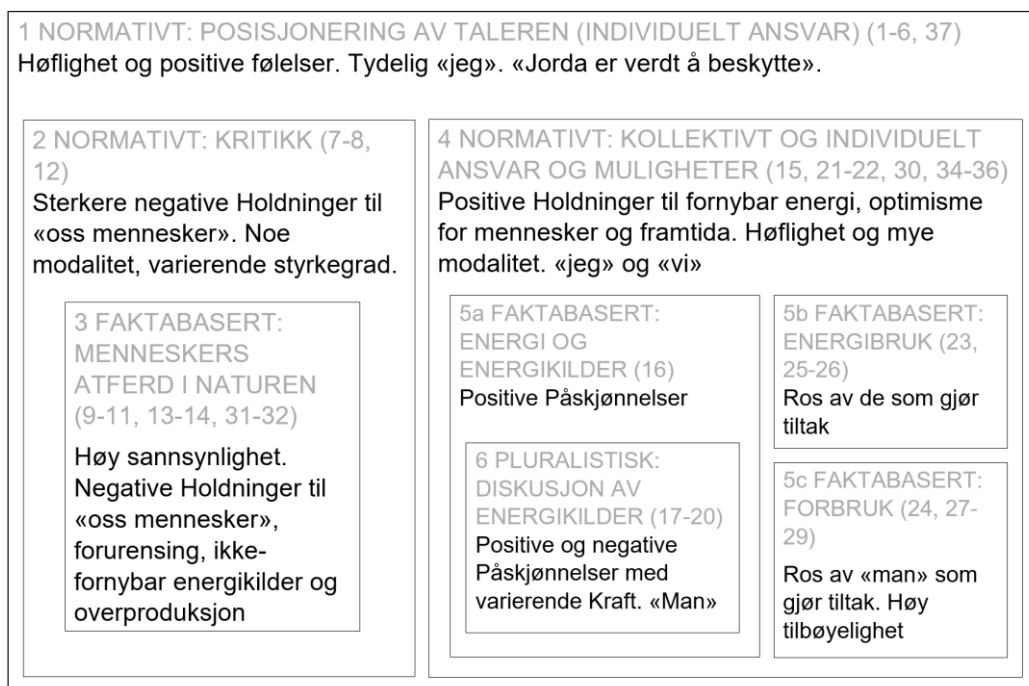 1 NORMATIVT: POSISJONERING AV TALEREN (INDIVIDUELT ANSVAR) (1-6, 37)
Høflighet og positive følelser. Tydelig «jeg». «Jorda er verdt å beskytte».
2 NORMATIVT: KRITIKK (7-8,
12)
Sterkere negative Holdninger til
«oss mennesker». Noe
modalitet, varierende styrkegrad.
3 FAKTABASERT:
MENNESKERS
ATFERD I NATUREN
(9-11, 13-14, 31-32)
Høy sannsynlighet.
Negative Holdninger til
«oss mennesker»,
forurensing, ikke-
fornybar energikilder og
overproduksjon
4 NORMATIVT: KOLLEKTIVT OG INDIVIDUELT
ANSVAR OG MULIGHETER (15, 21-22, 30, 34-36)
Positive Holdninger til fornybar energi, optimisme
for mennesker og framtida. Høflighet og mye
modalitet. «jeg» og «vi»
5a FAKTABASERT:
ENERGI OG
ENERGIKILDER (16)
Positive Påskjønnelser
6 PLURALISTISK:
DISKUSJON AV
ENERGIKILDER (17-20)
Positive og negative
Påskjønnelser med
varierende Kraft. «Man»
5b FAKTABASERT:
ENERGIBRUK (23,
25-26)
Ros av de som gjør
tiltak
5c FAKTABASERT:
FORBRUK (24, 27-
29)
Ros av «man» som
gjør tiltak. Høy
tilbøyelighet